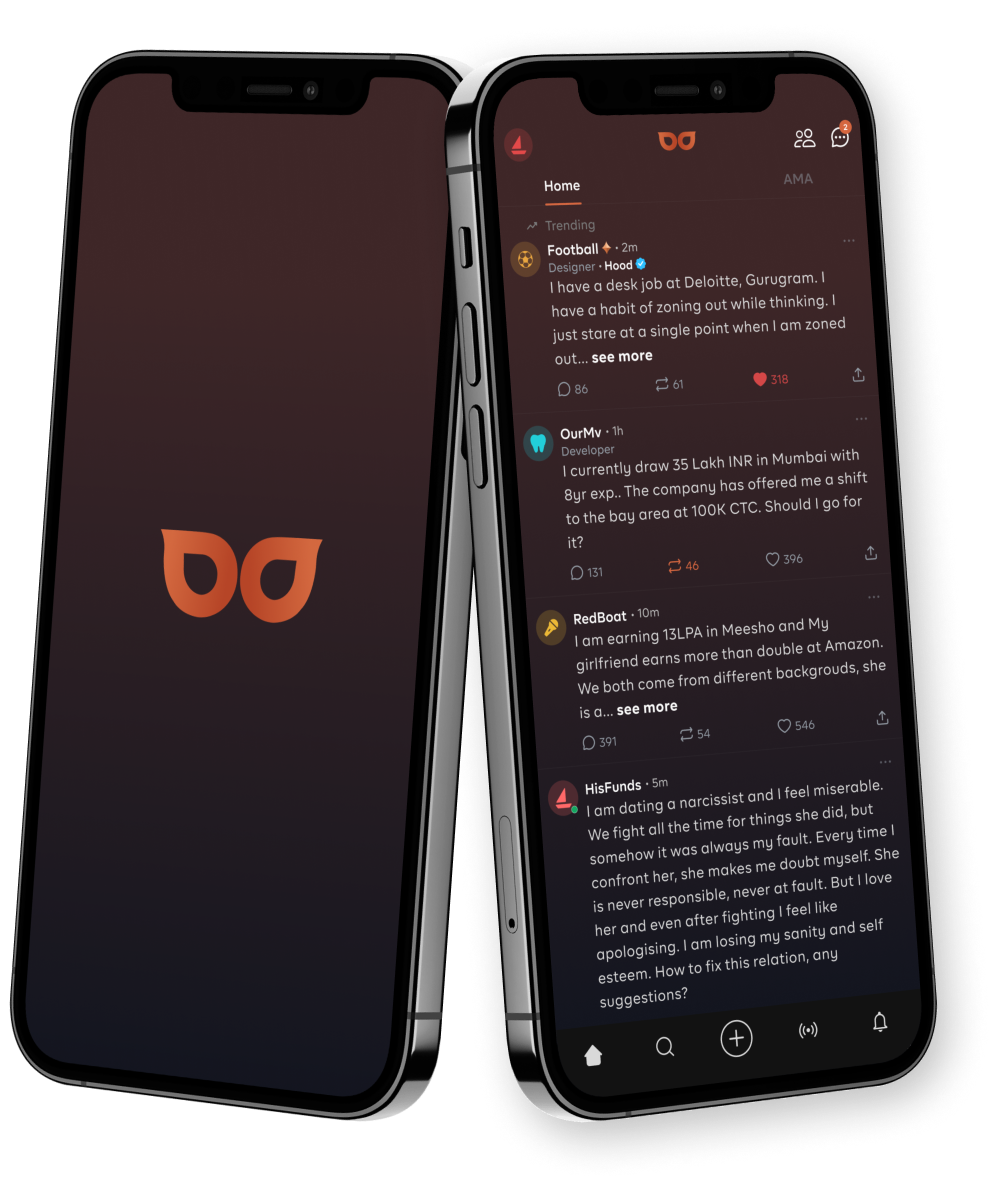 2
Home
AMA
Trending
Football · 2m
Designer · Hood
I have a desk job at Deloitte, Gurugram. I
have a habit of zoning out while thinking. I
just stare at a single point when I am zoned
out... see more
86
61
318
OurMv · 1h
Developer
I currently draw 35 Lakh INR in Mumbai with
8yr exp.. The company has offered me a shift
to the bay area at 100K CTC. Should I go for
it?
131
46
396
RedBoat · 10m
I am earning 13LPA in Meesho and My
girlfriend earns more than double at Amazon.
We both come from different backgrouds, she
is a... see more
391
54
546
HisFunds · 5m
I am dating a narcissist and I feel miserable.
We fight all the time for things she did, but
somehow it was always my fault. Every time I
confront her, she makes me doubt myself. She
is never responsible, never at fault. But I love
her and even after fighting I feel like
apologising. I am losing my sanity and self
esteem. How to fix this relation, any
suggestions?